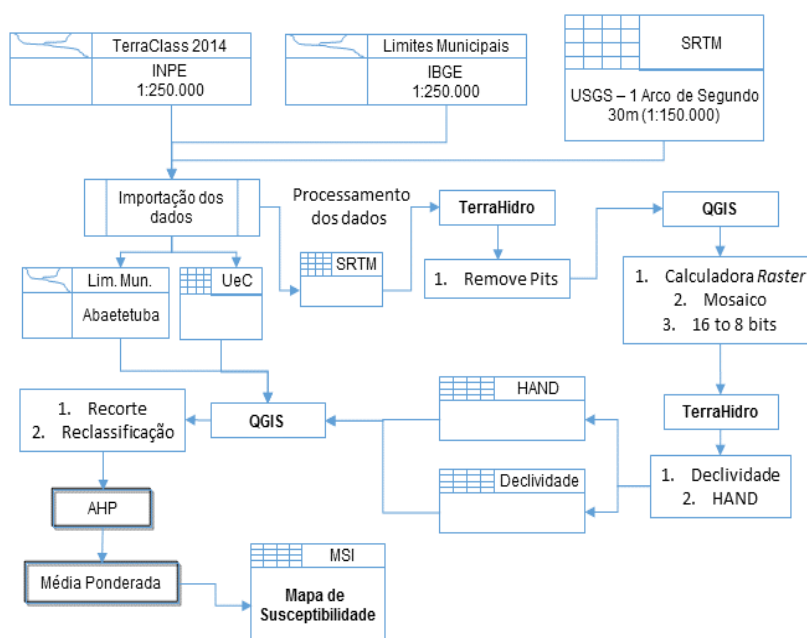 TerraClass 2014
INPE
1:250.000
Limites Municipais
IBGE
1:250.000
SRTM
USGS – 1 Arco de Segundo
30m (1:150.000)
Importação dos
dados
Processamento
dos dados
TerraHidro
QGIS
SRTM
1. Remove Pits
Lim. Mun.
Abaetetuba
UeC
1. Calculadora Raster
2. Mosaico
3. 16 to 8 bits
HAND
TerraHidro
1. Recorte
2. Reclassificação
QGIS
Declividade
1. Declividade
2. HAND
AHP
Média Ponderada
MSI
Mapa de
Susceptibilidade